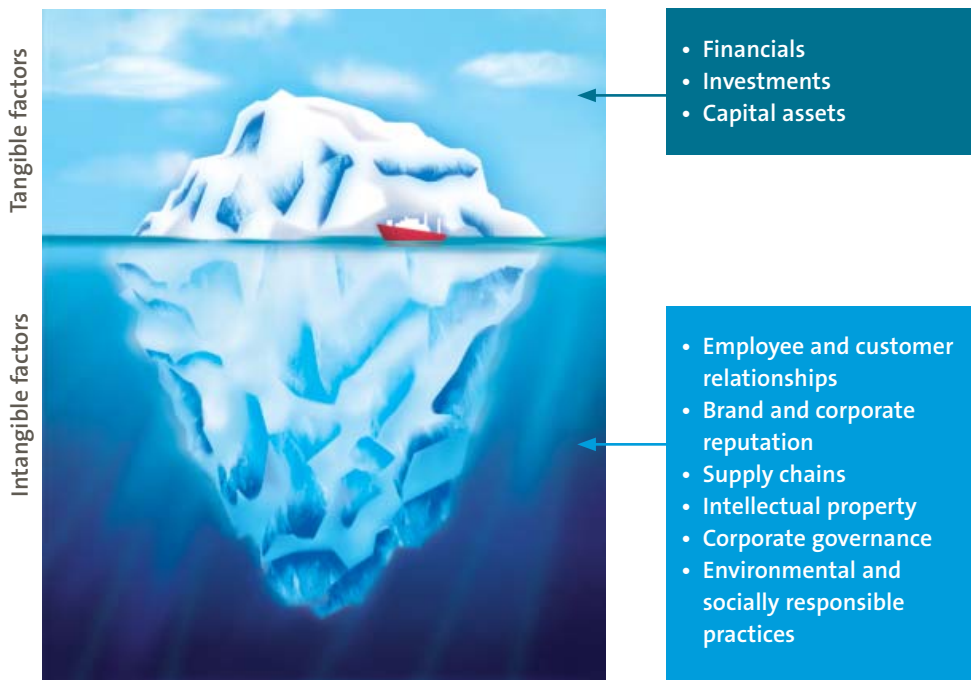 Tangible factors
• Financials
• Investments
• Capital assets
Intangible factors
• Employee and customer
relationships
• Brand and corporate
reputation
• Supply chains
• Intellectual property
• Corporate governance
• Environmental and
socially responsible
practices